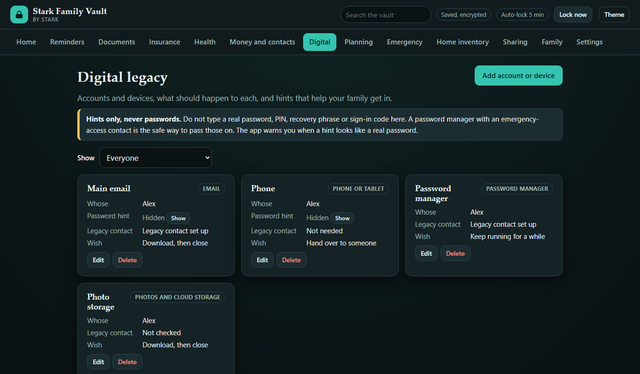 Stark Family Vault
BY STARK
Search the vault
Saved, encrypted
Auto-lock 5 min
Lock now
Theme
Home
Reminders
Documents
Insurance
Health
Money and contacts
Digital
Planning
Emergency
Home inventory
Sharing
Family
Settings
Digital legacy
Add account or device
Accounts and devices, what should happen to each, and hints that help your family get in.
Hints only, never passwords. Do not type a real password, PIN, recovery phrase or sign-in code here. A password manager with an emergency-
access contact is the safe way to pass those on. The app warns you when a hint looks like a real password.
Show
Everyone
Main email
EMAIL
Whose Alex
Password hint Hidden Show
Legacy contact Legacy contact set up
Wish Download, then close
Edit Delete
Phone
PHONE OR TABLET
Whose Alex
Password hint Hidden Show
Legacy contact Not needed
Wish Hand over to someone
Edit Delete
Password
manager
PASSWORD MANAGER
Whose Alex
Legacy contact Legacy contact set up
Wish Keep running for a while
Edit Delete
Photo
storage
PHOTOS AND CLOUD STORAGE
Whose Alex
Legacy contact Not checked
Wish Download, then close
Edit Delete